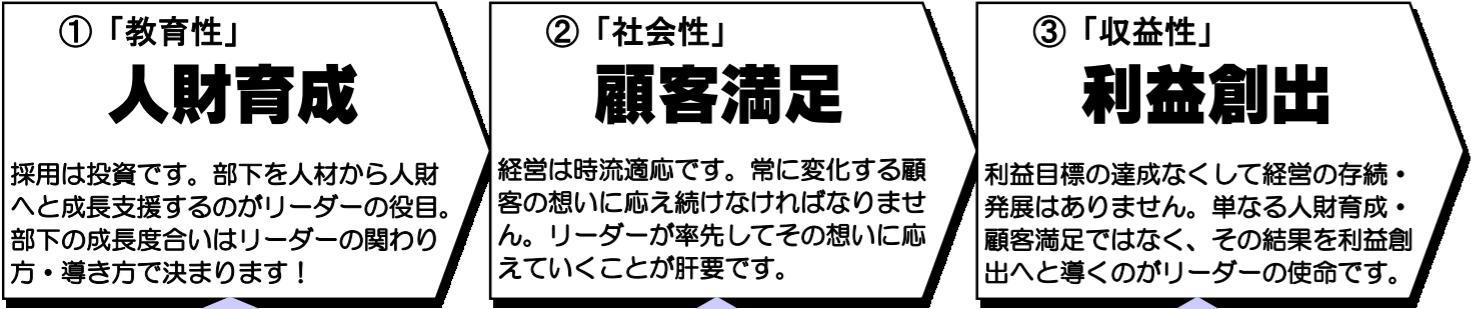 ①「教育性」
人財育成
採用は投資です。部下を人材から人財
へと成長支援するのがリーダーの役目。
部下の成長度合いはリーダーの関わり
方・導き方で決まります！
②「社会性」
顧客満足
経営は時流適応です。常に変化する顧
客の想いに応え続けなければなりませ
ん。リーダーが率先してその想いに応
えていくことが肝要です。
③「収益性」
利益創出
利益目標の達成なくして経営の存続・
発展はありません。単なる人財育成・
顧客満足ではなく、その結果を利益創
出へと導くのがリーダーの使命です。